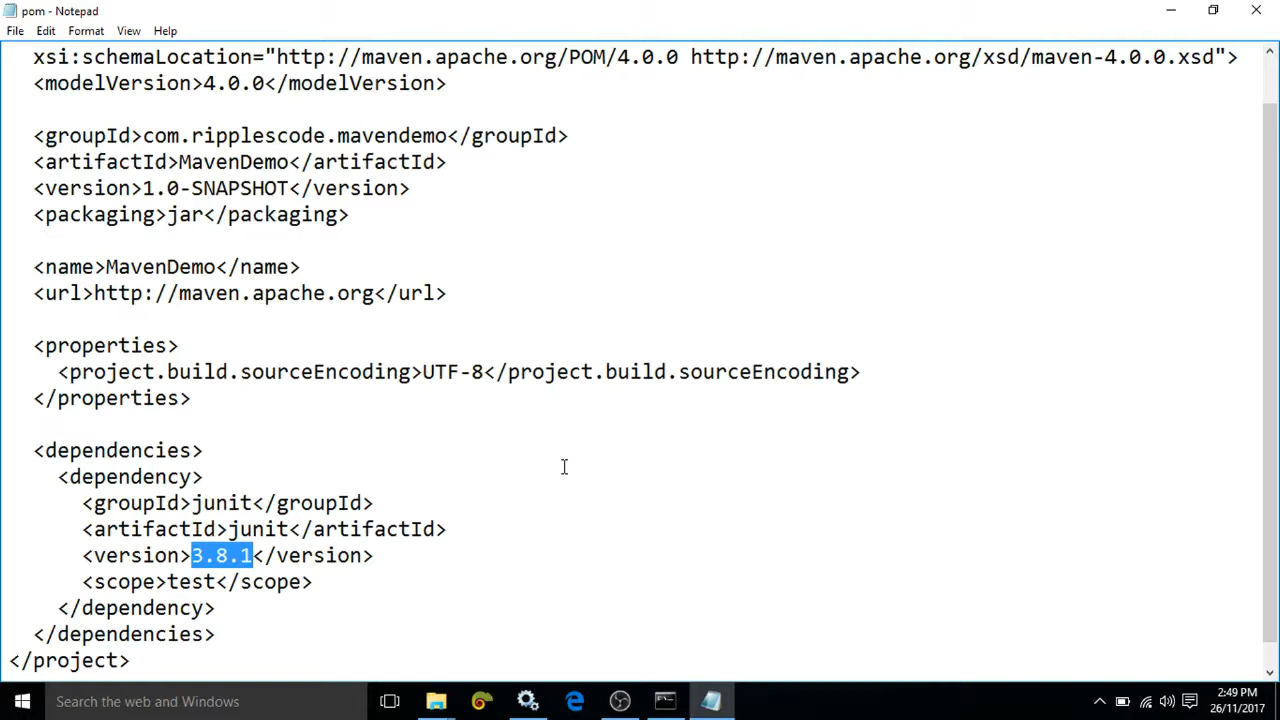 pom - Notepad
File Edit Format View Help
xsi:schemaLocation="http://maven.apache.org/POM/4.0.0 http://maven.apache.org/xsd/maven-4.0.0.xsd">
<modelVersion>4.0.0</modelVersion>
<groupId>com.ripplescode.mavendemo</groupId>
<artifactId>MavenDemo</artifactId>
<version>1.0-SNAPSHOT</version>
<packaging>jar</packaging>
<name>MavenDemo</name>
<url>http://maven.apache.org</url>
<properties>
<project.build.sourceEncoding>UTF-8</project.build.sourceEncoding>
</properties>
<dependencies>
<dependency>
<groupId>junit</groupId>
<artifactId>junit</artifactId>
<version>3.8.1</version>
<scope>test</scope>
</dependency>
</dependencies>
</project>
Search the web and Windows
2:49 PM
26/11/2017